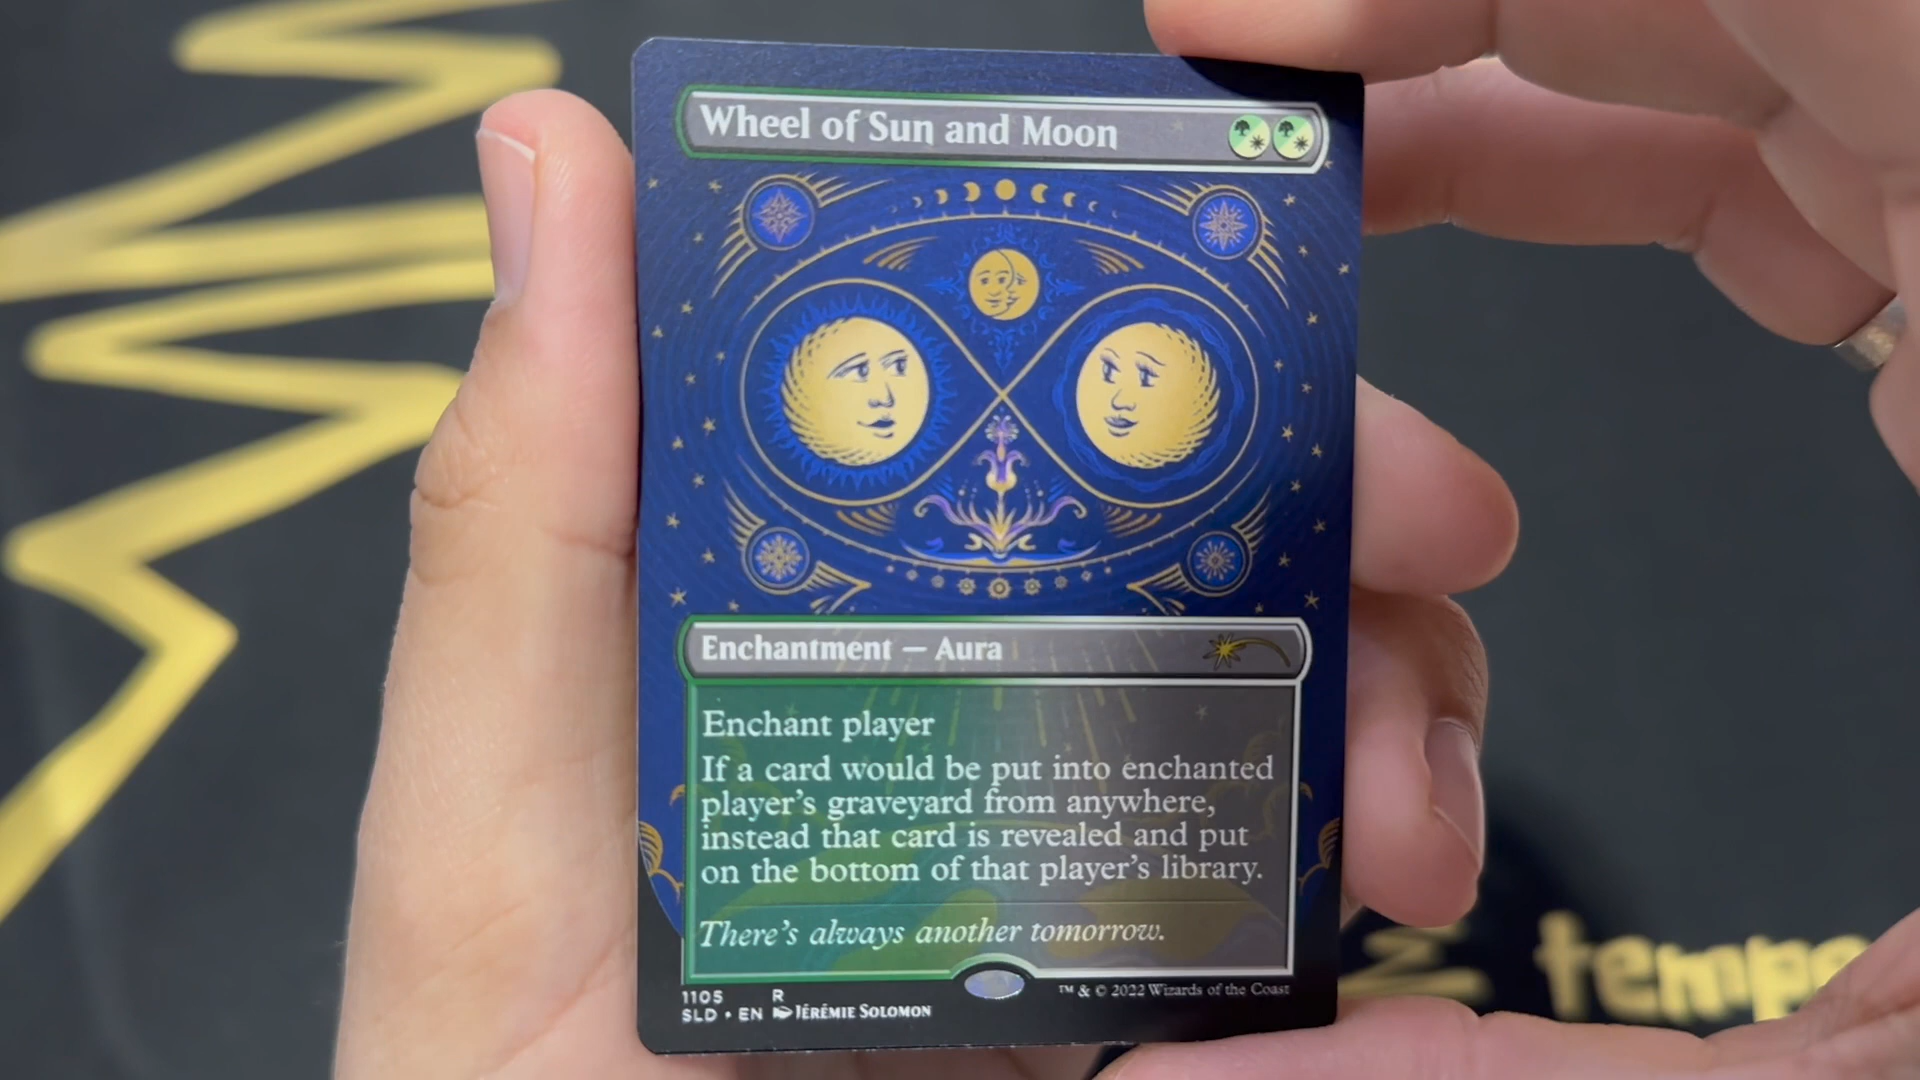 Wheel of Sun and Moon
Enchantment — Aura
Enchant player
If a card would be put into enchanted
player's graveyard from anywhere,
instead that card is revealed and put
on the bottom of that player's library.
There's always another tomorrow.
1105 R
SLD • EN JÉRÉMIE SOLOMON
™ & © 2022 Wizards of the Coast